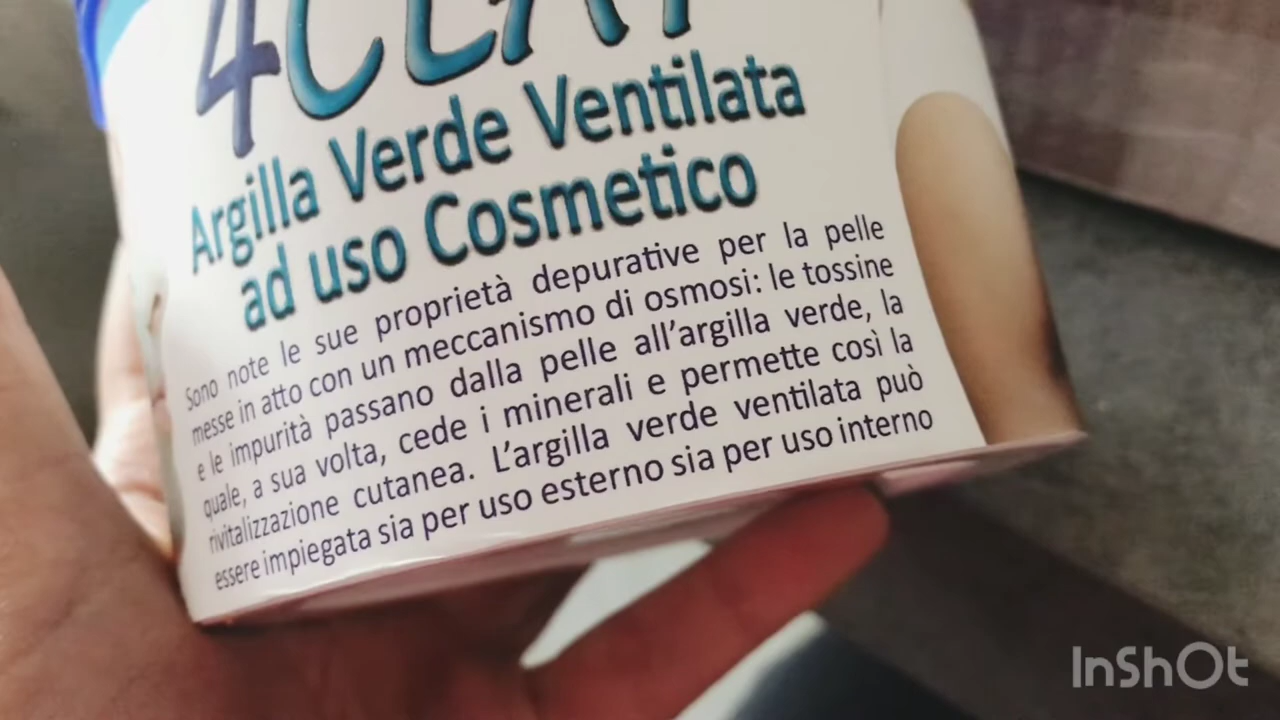 4CLAY
Argilla Verde Ventilata
ad uso Cosmetico
Sono note le sue proprietà depurative per la pelle
messe in atto con un meccanismo di osmosi: le tossine
e le impurità passano dalla pelle all'argilla verde, la
quale, a sua volta, cede i minerali e permette così la
rivitalizzazione cutanea. L'argilla verde ventilata può
essere impiegata sia per uso esterno sia per uso interno
InShOt